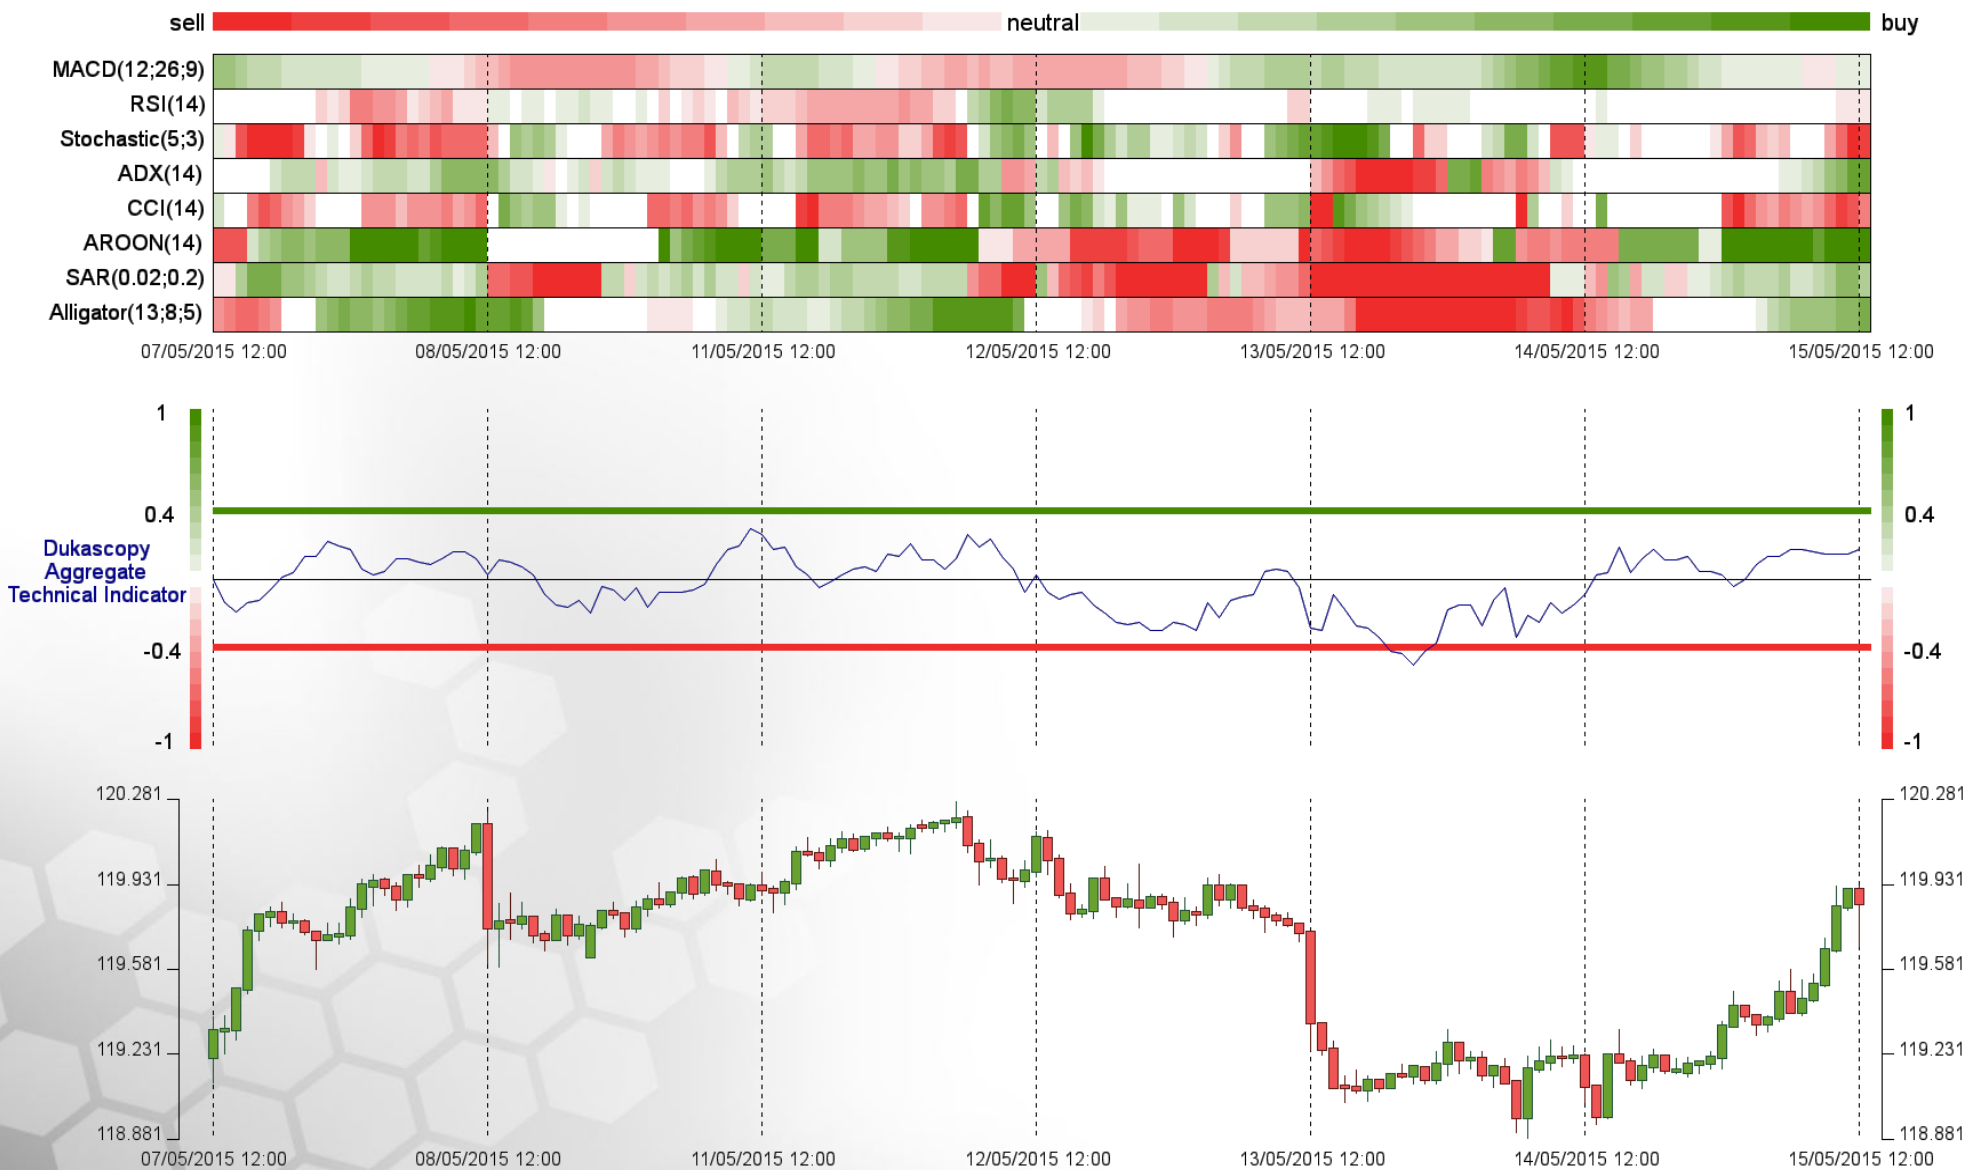 sell neutral buy
MACD(12;26;9)
RSI(14)
Stochastic(5;3)
ADX(14)
CCI(14)
AROON(14)
SAR(0.02;0.2)
Alligator(13;8;5)
07/05/2015 12:00 08/05/2015 12:00 11/05/2015 12:00 12/05/2015 12:00 13/05/2015 12:00 14/05/2015 12:00 15/05/2015 12:00
1 1
0.4 0.4
Dukascopy
Aggregate
Technical Indicator
-0.4 -0.4
-1 -1
120.281 120.281
119.931 119.931
119.581 119.581
119.231 119.231
118.881 118.881
07/05/2015 12:00 08/05/2015 12:00 11/05/2015 12:00 12/05/2015 12:00 13/05/2015 12:00 14/05/2015 12:00 15/05/2015 12:00